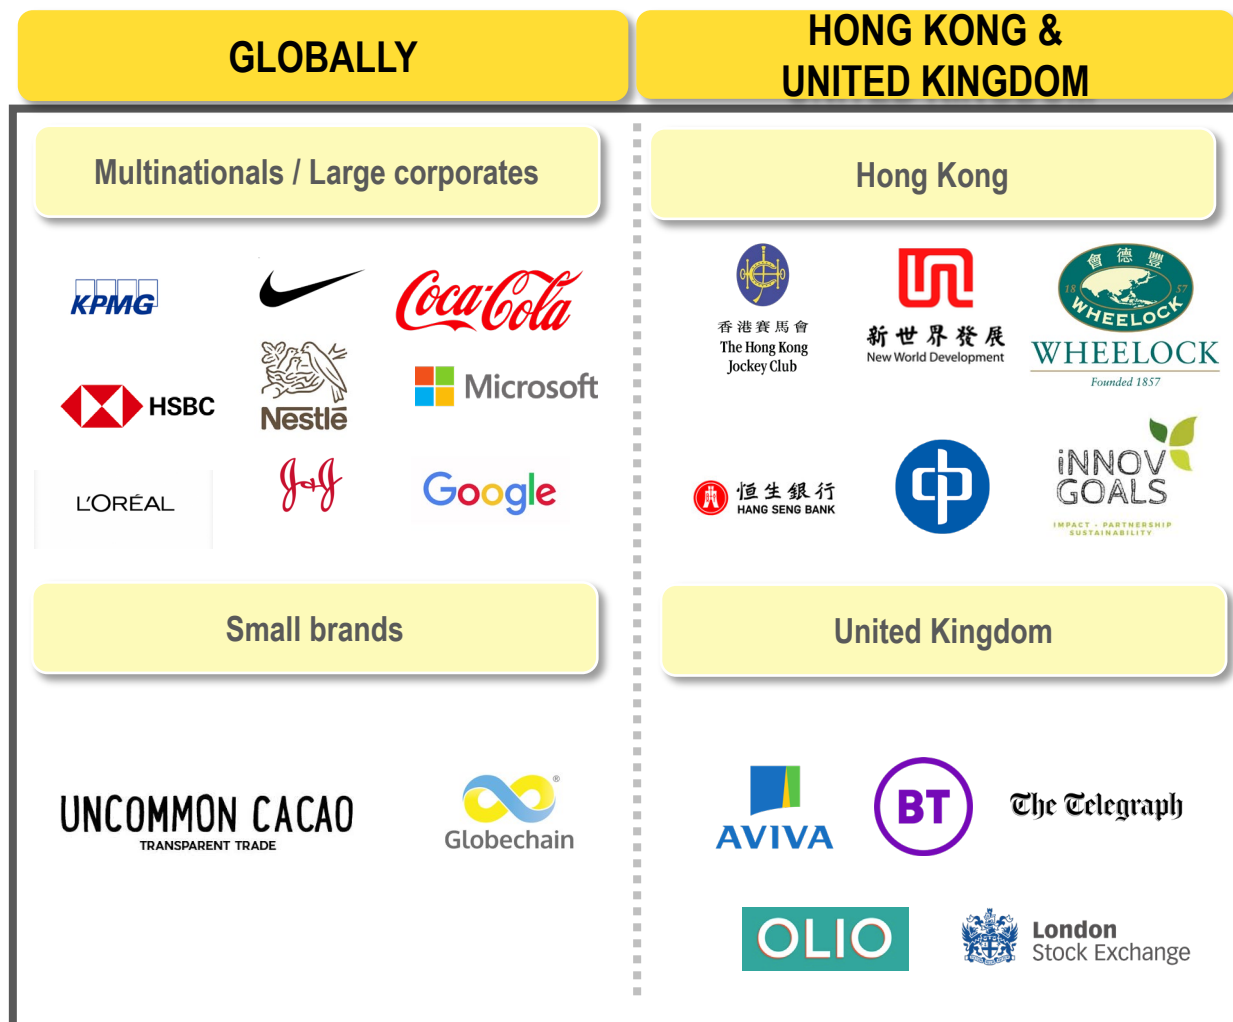 GLOBALLY
HONG KONG &
UNITED KINGDOM
Multinationals / Large corporates
KPMG
Coca-Cola
HSBC
Nestlé
Microsoft
L'ORÉAL
J&J
Google
Small brands
UNCOMMON CACAO
TRANSPARENT TRADE
Globechain
®
Hong Kong
香港賽馬會
The Hong Kong
Jockey Club
新世界發展
New World Development
會德豐
18 57
WHEELOCK
WHEELOCK
Founded 1857
恒生銀行
HANG SENG BANK
iNNOV
GOALS
IMPACT - PARTNERSHIP
SUSTAINABILITY
United Kingdom
AVIVA
BT
The Telegraph
OLIO
London
Stock Exchange